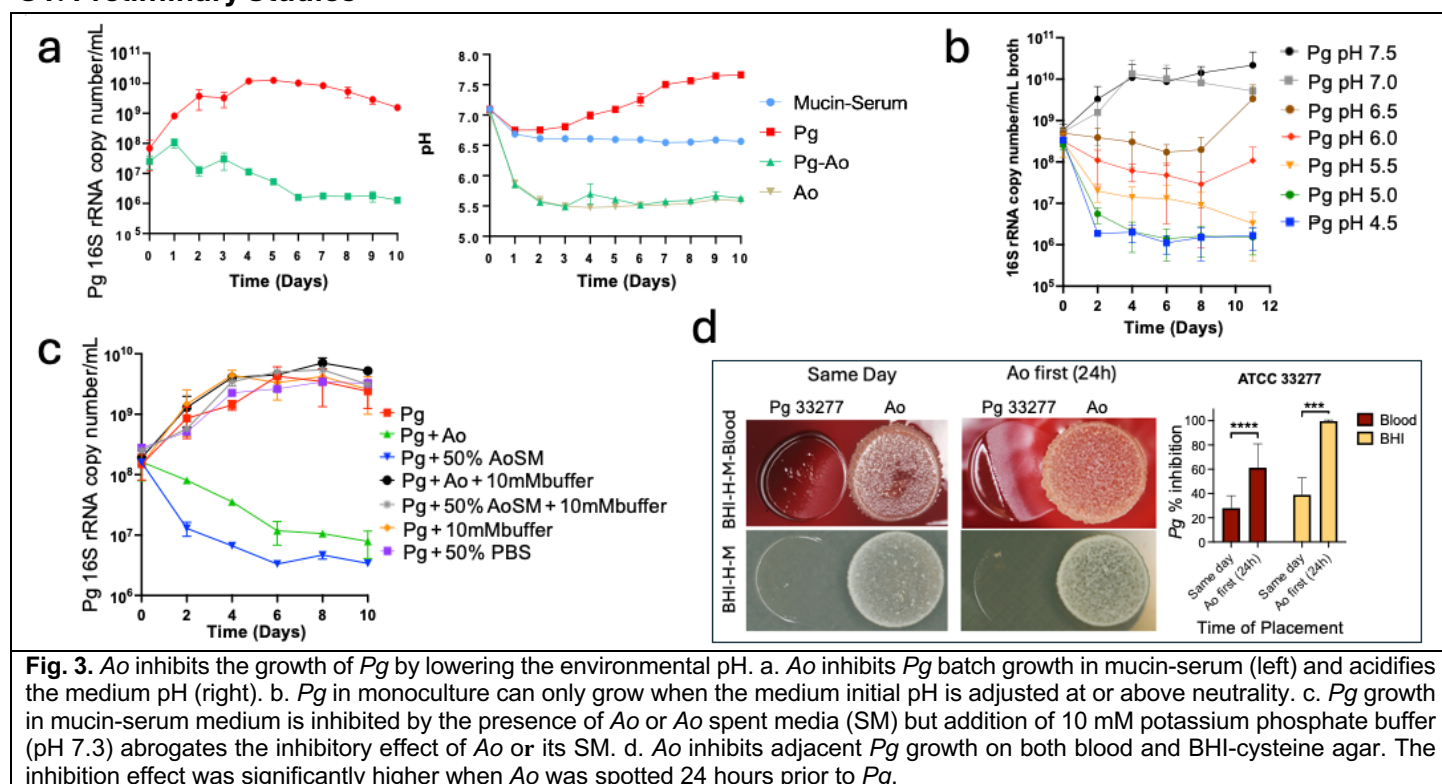 a
Pg 16S rRNA copy number/mL
10^11
10^10
10^9
10^8
10^7
10^6
10^5
0 1 2 3 4 5 6 7 8 9 10
Time (Days)
pH
8.0
7.5
7.0
6.5
6.0
5.5
5.0
0 1 2 3 4 5 6 7 8 9 10
Time (Days)
Mucin-Serum
Pg
Pg-Ao
Ao
b
16S rRNA copy number/mL broth
10^11
10^10
10^9
10^8
10^7
10^6
10^5
0 2 4 6 8 10 12
Time (Days)
Pg pH 7.5
Pg pH 7.0
Pg pH 6.5
Pg pH 6.0
Pg pH 5.5
Pg pH 5.0
Pg pH 4.5
c
Pg 16S rRNA copy number/mL
10^10
10^9
10^8
10^7
10^6
0 2 4 6 8 10
Time (Days)
Pg
Pg + Ao
Pg + 50% AoSM
Pg + Ao + 10mMbuffer
Pg + 50% AoSM + 10mMbuffer
Pg + 10mMbuffer
Pg + 50% PBS
d
Same Day
Ao first (24h)
Pg 33277 Ao
Pg 33277 Ao
BHI-H-M-Blood
BHI-H-M
ATCC 33277
Pg % inhibition
100
80
60
40
20
0
****
***
Blood
BHI
Same day
Ao first (24h)
Same day
Ao first (24h)
Time of Placement
Fig. 3. Ao inhibits the growth of Pg by lowering the environmental pH. a. Ao inhibits Pg batch growth in mucin-serum (left) and acidifies
the medium pH (right). b. Pg in monoculture can only grow when the medium initial pH is adjusted at or above neutrality. c. Pg growth
in mucin-serum medium is inhibited by the presence of Ao or Ao spent media (SM) but addition of 10 mM potassium phosphate buffer
(pH 7.3) abrogates the inhibitory effect of Ao or its SM. d. Ao inhibits adjacent Pg growth on both blood and BHI-cysteine agar. The
inhibition effect was significantly higher when Ao was spotted 24 hours prior to Pg.